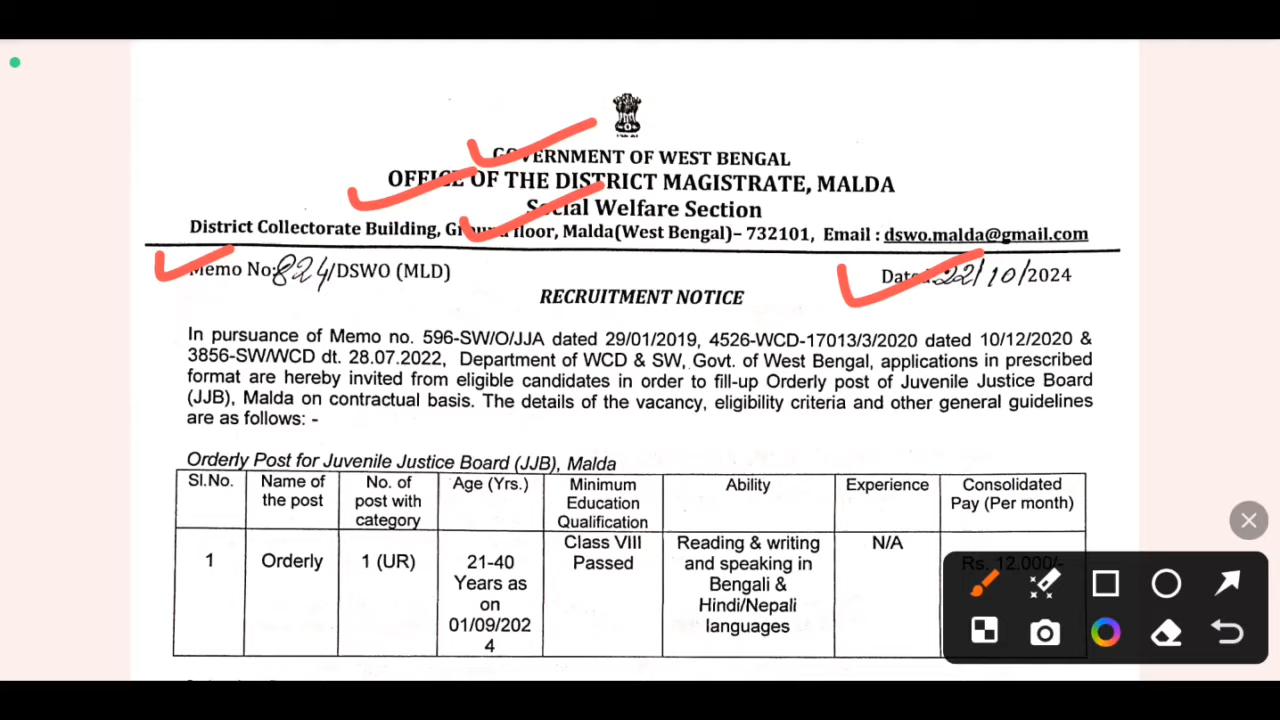 GOVERNMENT OF WEST BENGAL
OFFICE OF THE DISTRICT MAGISTRATE, MALDA
Social Welfare Section
District Collectorate Building, Ground floor, Malda(West Bengal)– 732101, Email : dswo.malda@gmail.com
Memo No:824/DSWO (MLD)
Dated 22/10/2024
RECRUITMENT NOTICE
In pursuance of Memo no. 596-SW/O/JJA dated 29/01/2019, 4526-WCD-17013/3/2020 dated 10/12/2020 &
3856-SW/WCD dt. 28.07.2022, Department of WCD & SW, Govt. of West Bengal, applications in prescribed
format are hereby invited from eligible candidates in order to fill-up Orderly post of Juvenile Justice Board
(JJB), Malda on contractual basis. The details of the vacancy, eligibility criteria and other general guidelines
are as follows: -
Orderly Post for Juvenile Justice Board (JJB), Malda
Sl.No. Name of the post No. of post with category Age (Yrs.) Minimum Education Qualification Ability Experience Consolidated Pay (Per month)
1 Orderly 1 (UR) 21-40 Years as on 01/09/2024 Class VIII Passed Reading & writing and speaking in Bengali & Hindi/Nepali languages N/A Rs. 12,000/-